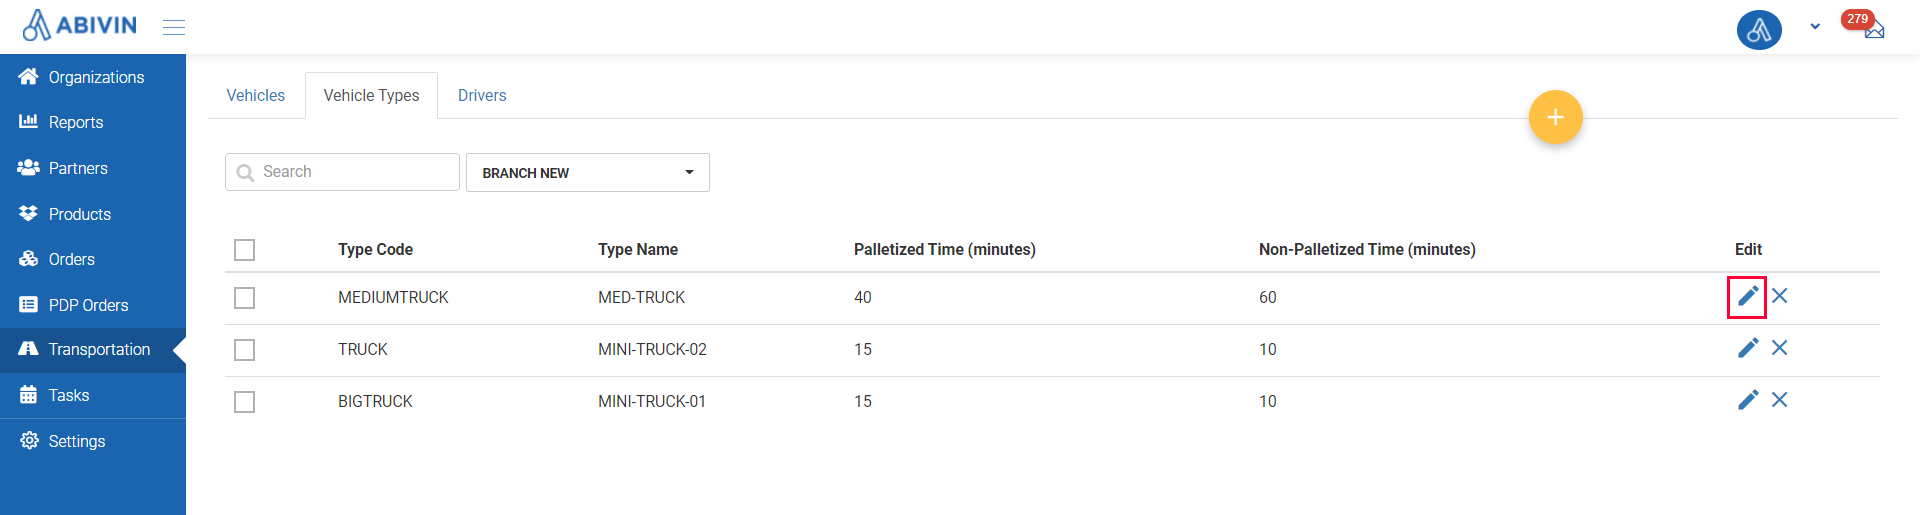 ABIVIN
279
Organizations
Reports
Partners
Products
Orders
PDP Orders
Transportation
Tasks
Settings
Vehicles Vehicle Types Drivers
+
Search BRANCH NEW
Type Code Type Name Palletized Time (minutes) Non-Palletized Time (minutes) Edit
MEDIUMTRUCK MED-TRUCK 40 60
TRUCK MINI-TRUCK-02 15 10
BIGTRUCK MINI-TRUCK-01 15 10